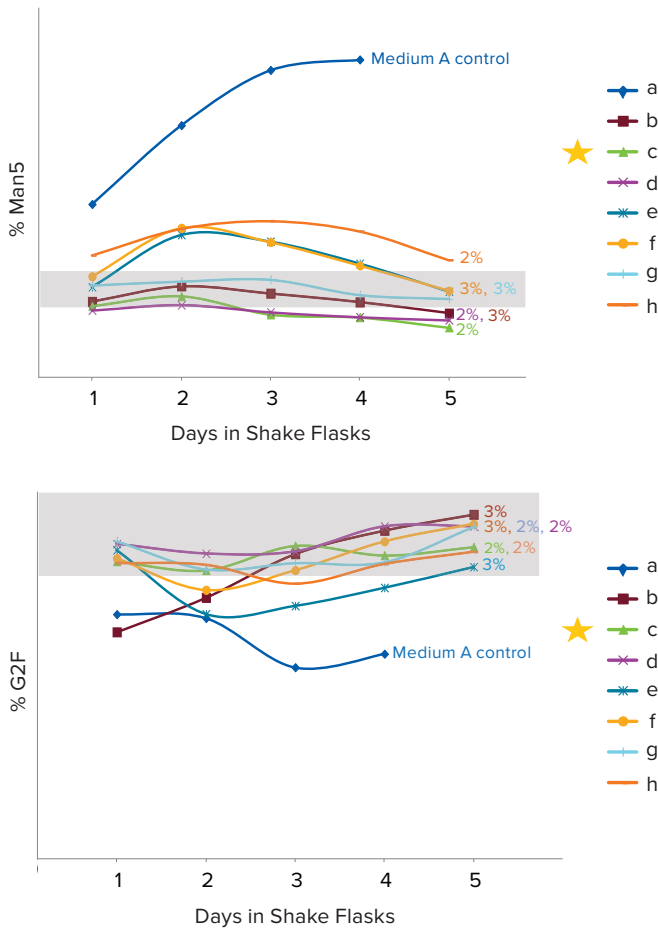 Medium A control
% Man5
2%
3%, 3%
2%, 3%
2%
1 2 3 4 5
Days in Shake Flasks
a
b
c
d
e
f
g
h
3%
3%, 2%, 2%
2%, 2%
3%
Medium A control
% G2F
1 2 3 4 5
Days in Shake Flasks
a
b
c
d
e
f
g
h